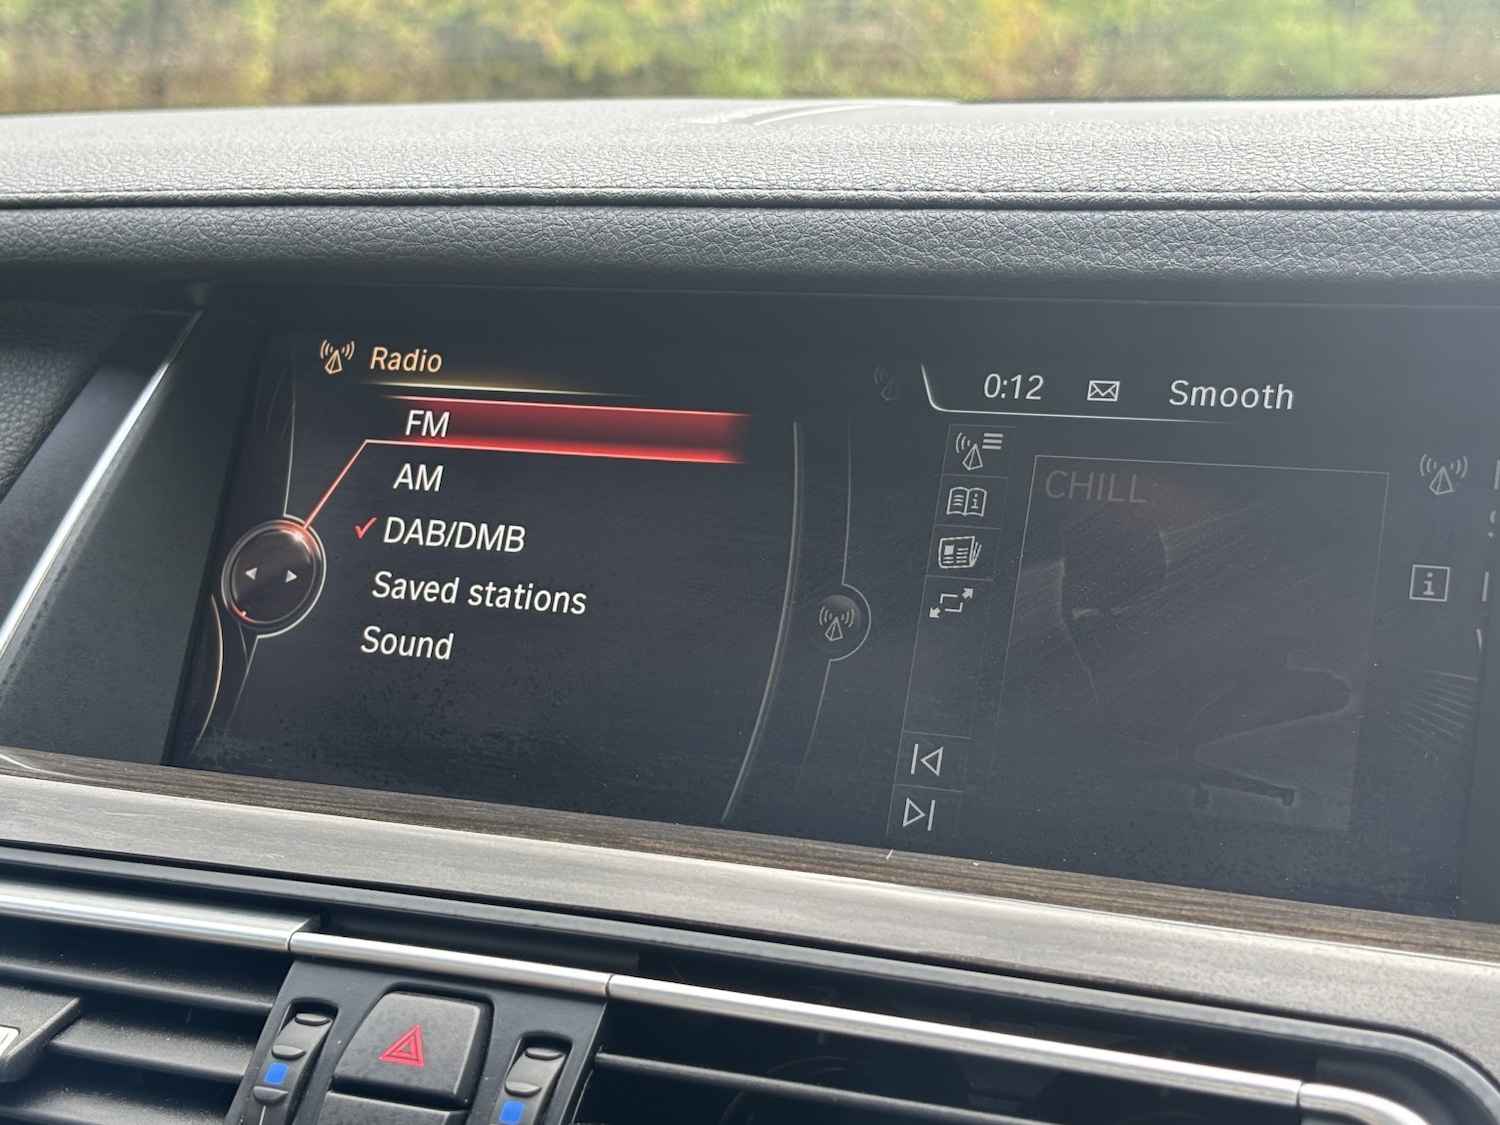 Radio
FM
AM
DAB/DMB
Saved stations
Sound
0:12
Smooth
CHILL